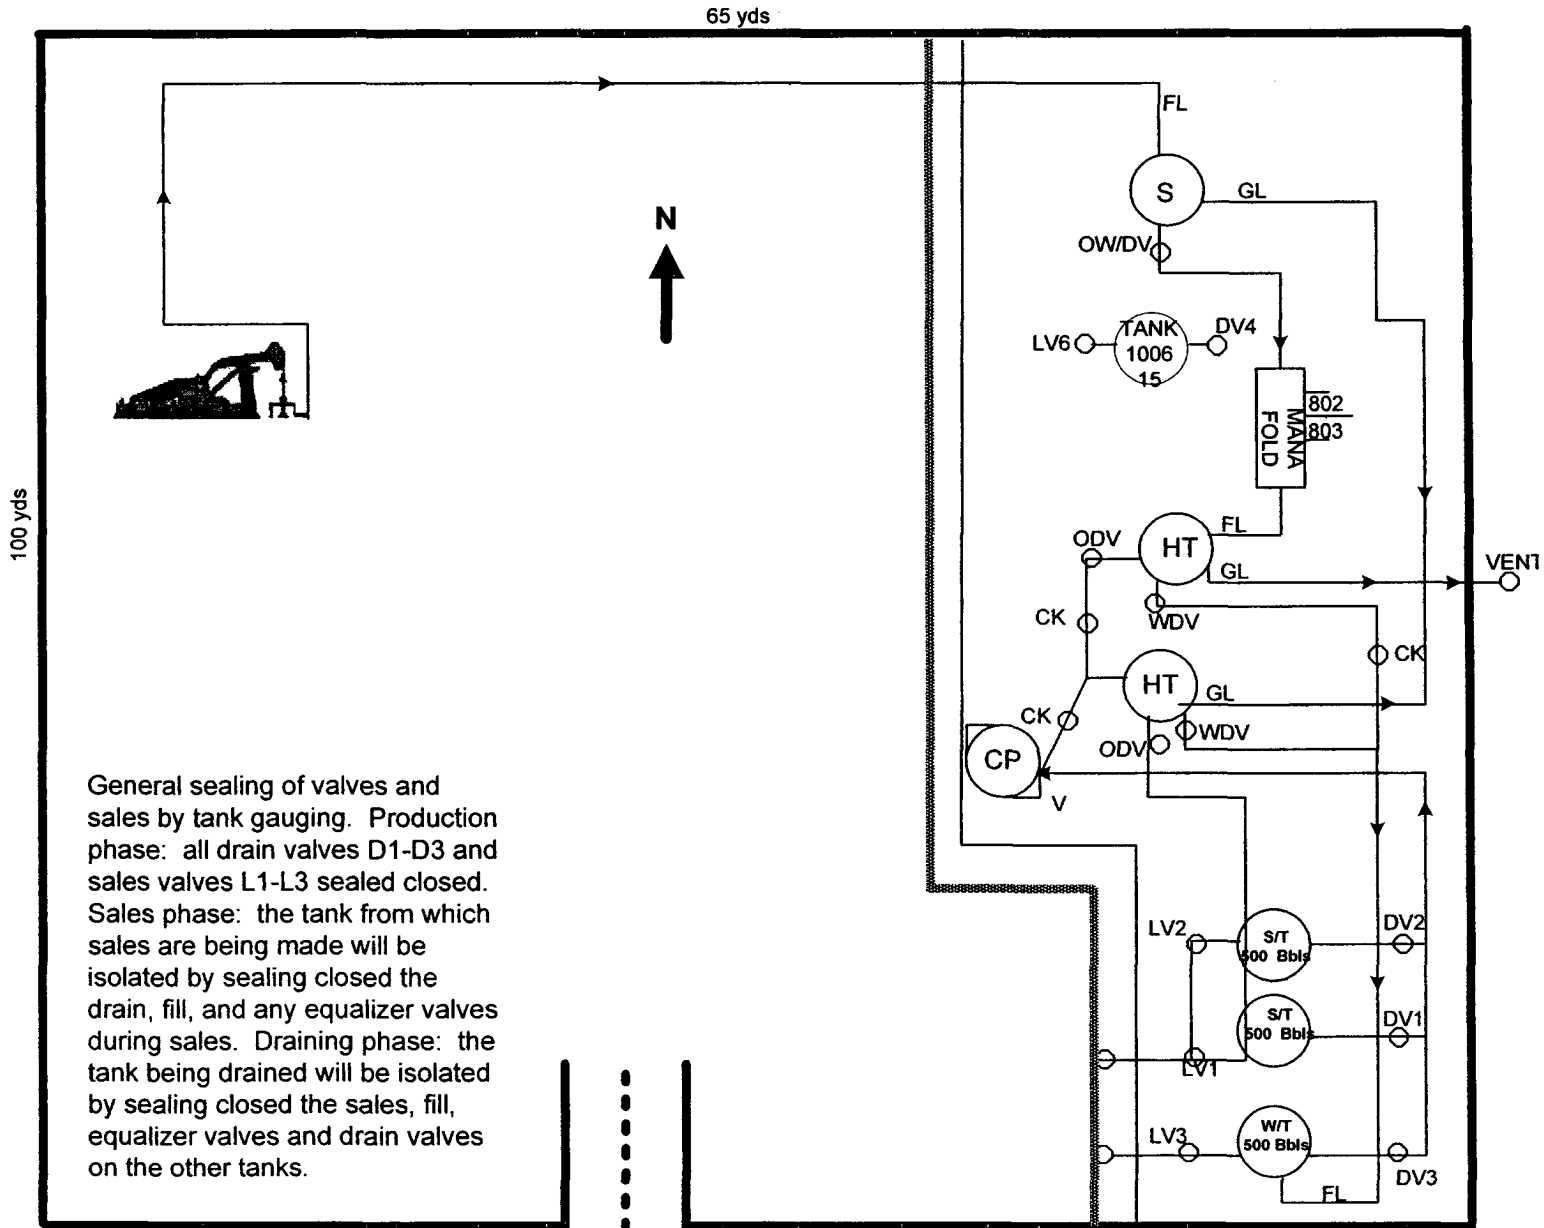 65 yds
FL
S
GL
OW/DV
N
LV6
TANK
1006
15
DV4
802
803
MANA
FOLD
100 yds
ODV
HT
FL
GL
VENT
CK
WDV
CK
HT
GL
CK
ODV
WDV
CP
V
General sealing of valves and
sales by tank gauging. Production
phase: all drain valves D1-D3 and
sales valves L1-L3 sealed closed.
Sales phase: the tank from which
sales are being made will be
isolated by sealing closed the
drain, fill, and any equalizer valves
during sales. Draining phase: the
tank being drained will be isolated
by sealing closed the sales, fill,
equalizer valves and drain valves
on the other tanks.
LV2
S/T
500 Bbls
DV2
S/T
500 Bbls
DV1
LV1
LV3
W/T
500 Bbls
DV3
FL